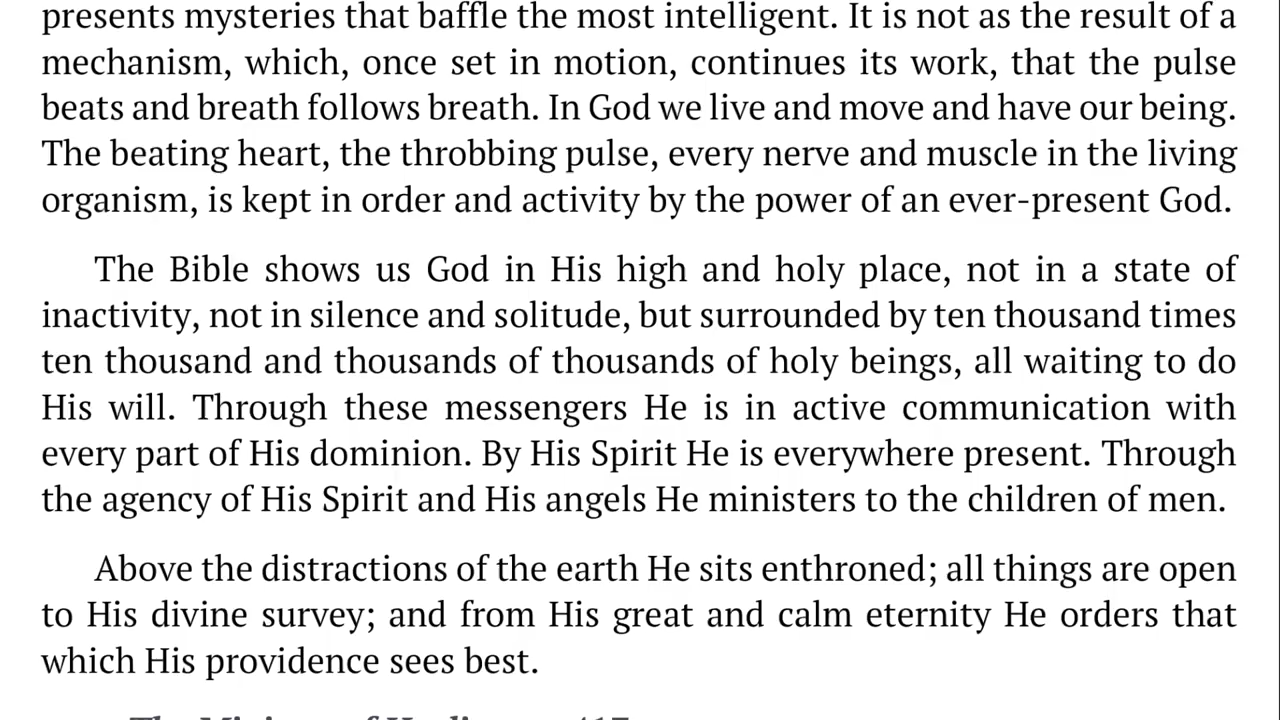 presents mysteries that baffle the most intelligent. It is not as the result of a
mechanism, which, once set in motion, continues its work, that the pulse
beats and breath follows breath. In God we live and move and have our being.
The beating heart, the throbbing pulse, every nerve and muscle in the living
organism, is kept in order and activity by the power of an ever-present God.
The Bible shows us God in His high and holy place, not in a state of
inactivity, not in silence and solitude, but surrounded by ten thousand times
ten thousand and thousands of thousands of holy beings, all waiting to do
His will. Through these messengers He is in active communication with
every part of His dominion. By His Spirit He is everywhere present. Through
the agency of His Spirit and His angels He ministers to the children of men.
Above the distractions of the earth He sits enthroned; all things are open
to His divine survey; and from His great and calm eternity He orders that
which His providence sees best.